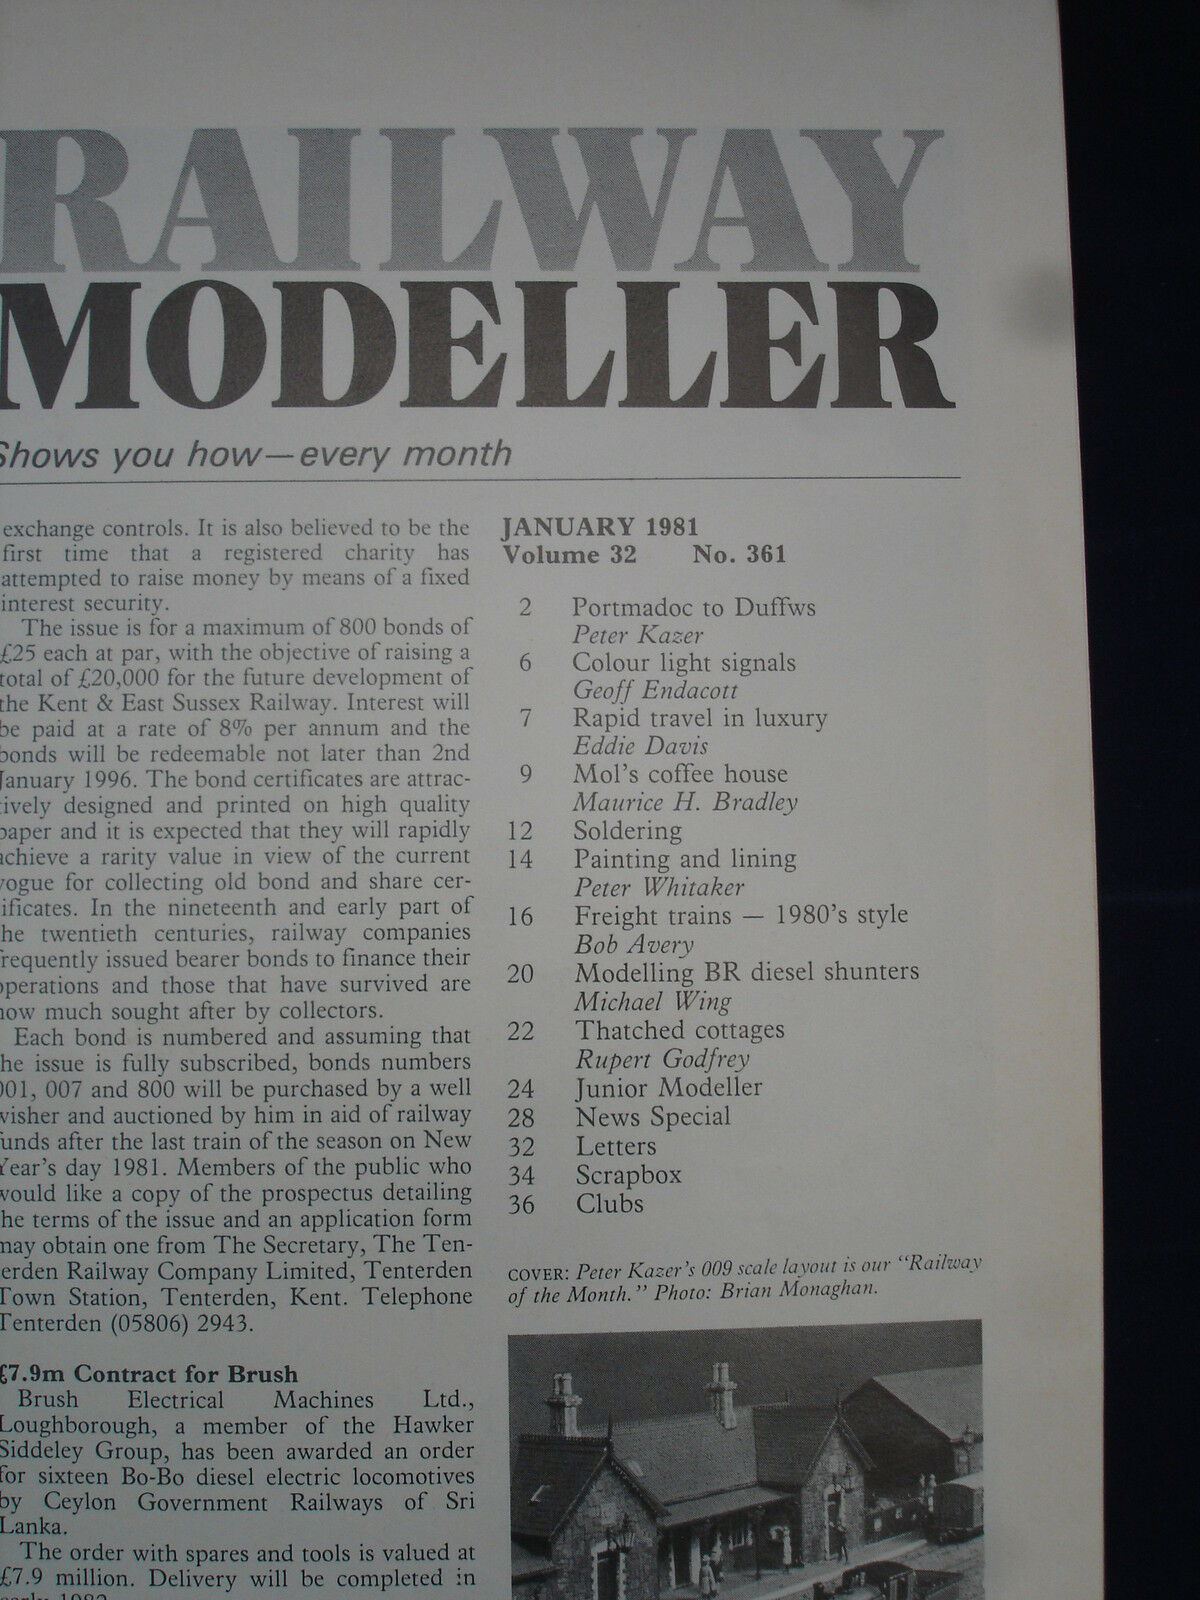 RAILWAY
MODELLER
Shows you how—every month
exchange controls. It is also believed to be the
first time that a registered charity has
attempted to raise money by means of a fixed
interest security.
The issue is for a maximum of 800 bonds of
£25 each at par, with the objective of raising a
total of £20,000 for the future development of
the Kent & East Sussex Railway. Interest will
be paid at a rate of 8% per annum and the
bonds will be redeemable not later than 2nd
January 1996. The bond certificates are attrac-
tively designed and printed on high quality
paper and it is expected that they will rapidly
achieve a rarity value in view of the current
vogue for collecting old bond and share cer-
tificates. In the nineteenth and early part of
the twentieth centuries, railway companies
frequently issued bearer bonds to finance their
operations and those that have survived are
now much sought after by collectors.
Each bond is numbered and assuming that
the issue is fully subscribed, bonds numbers
001, 007 and 800 will be purchased by a well
wisher and auctioned by him in aid of railway
funds after the last train of the season on New
Year's day 1981. Members of the public who
would like a copy of the prospectus detailing
the terms of the issue and an application form
may obtain one from The Secretary, The Ten-
terden Railway Company Limited, Tenterden
Town Station, Tenterden, Kent. Telephone
Tenterden (05806) 2943.
£7.9m Contract for Brush
Brush Electrical Machines Ltd.,
Loughborough, a member of the Hawker
Siddeley Group, has been awarded an order
for sixteen Bo-Bo diesel electric locomotives
by Ceylon Government Railways of Sri
Lanka.
The order with spares and tools is valued at
£7.9 million. Delivery will be completed in
early 1982
JANUARY 1981
Volume 32 No. 361
2 Portmadoc to Duffws
Peter Kazer
6 Colour light signals
Geoff Endacott
7 Rapid travel in luxury
Eddie Davis
9 Mol's coffee house
Maurice H. Bradley
12 Soldering
14 Painting and lining
Peter Whitaker
16 Freight trains — 1980's style
Bob Avery
20 Modelling BR diesel shunters
Michael Wing
22 Thatched cottages
Rupert Godfrey
24 Junior Modeller
28 News Special
32 Letters
34 Scrapbox
36 Clubs
COVER: Peter Kazer's 009 scale layout is our "Railway
of the Month." Photo: Brian Monaghan.